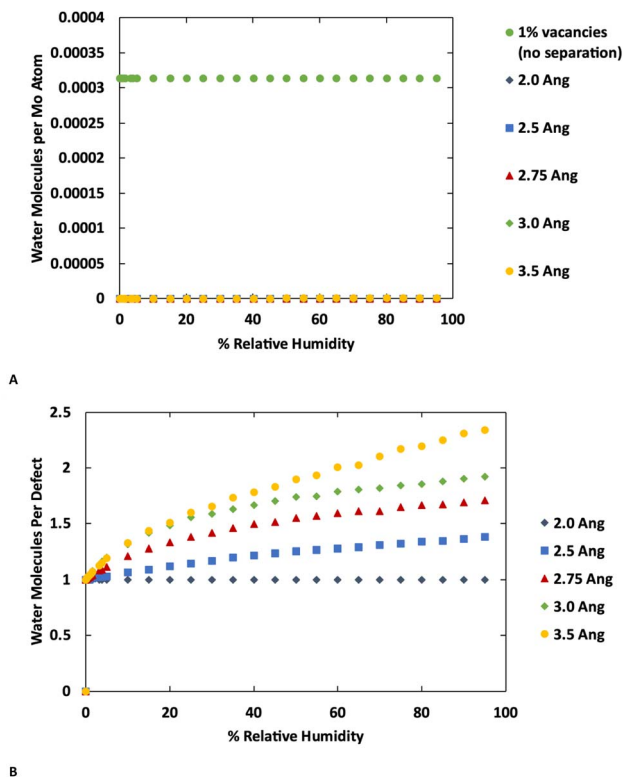 0.0004
0.00035
0.0003
0.00025
0.0002
0.00015
0.0001
0.00005
0
Water Molecules per Mo Atom
0 20 40 60 80 100
% Relative Humidity
1% vacancies
(no separation)
2.0 Ang
2.5 Ang
2.75 Ang
3.0 Ang
3.5 Ang
A
2.5
2
1.5
1
0.5
0
Water Molecules Per Defect
0 20 40 60 80 100
% Relative Humidity
2.0 Ang
2.5 Ang
2.75 Ang
3.0 Ang
3.5 Ang
B